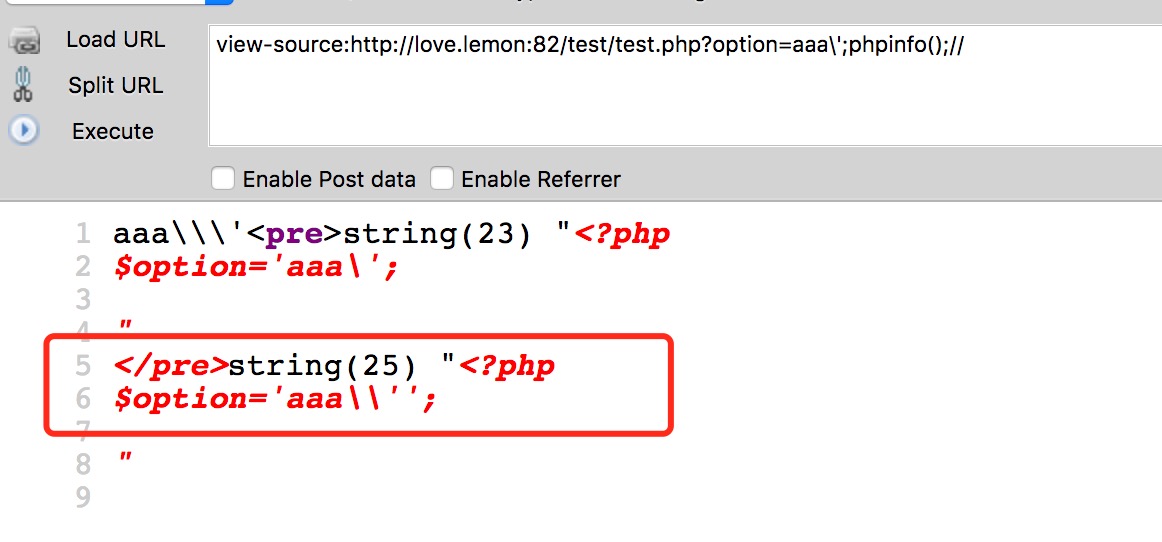 Load URL
view-source:http://love.lemon:82/test/test.php?option=aaa\';phpinfo();//
Split URL
Execute
Enable Post data
Enable Referrer
1 aaa\\\'<pre>string(23) "<?php
2 $option='aaa\';
3
4 "
5 </pre>string(25) "<?php
6 $option='aaa\\'';
7
8 "
9